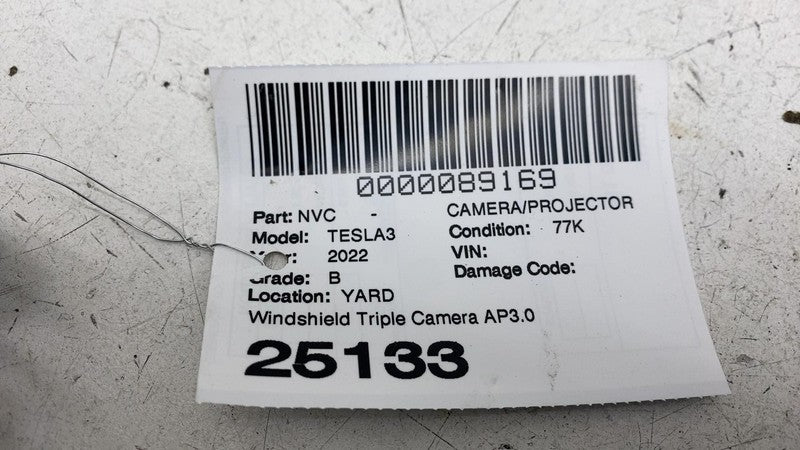 0000089169
Part: NVC - CAMERA/PROJECTOR
Model: TESLA3 Condition: 77K
2022 VIN:
Grade: B Damage Code:
Location: YARD
Windshield Triple Camera AP3.0
25133